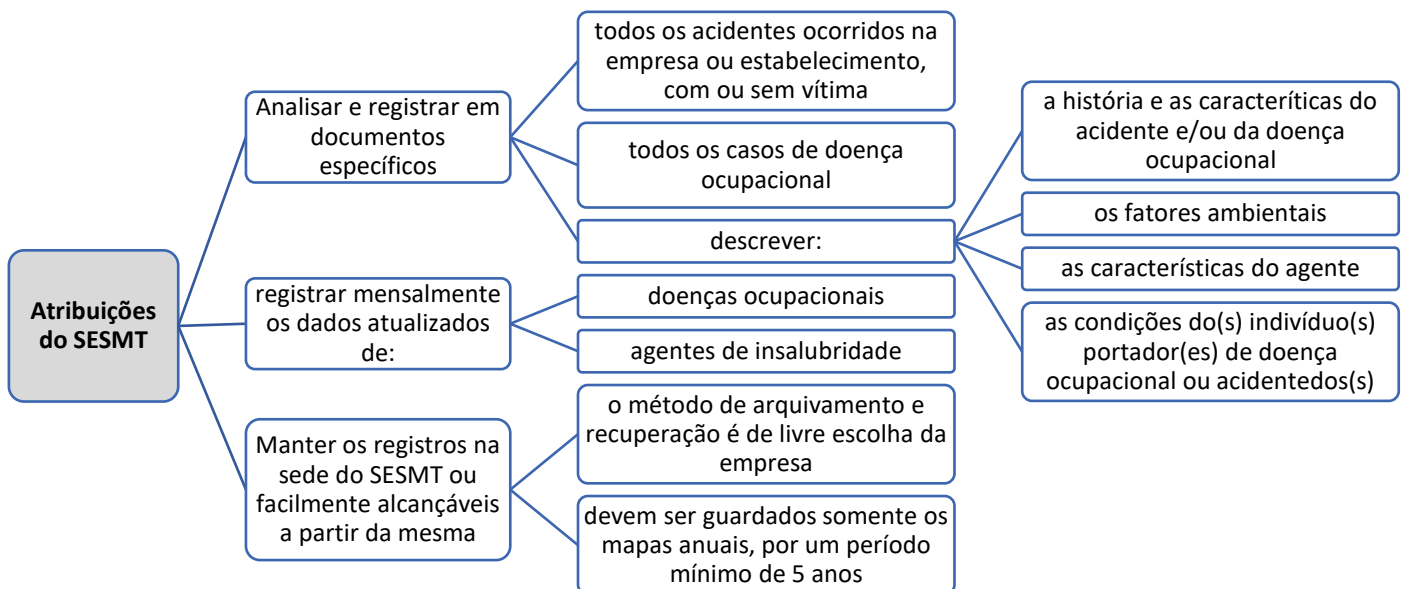 Atribuições
do SESMT
Analisar e registrar em
documentos
específicos
todos os acidentes ocorridos na
empresa ou estabelecimento,
com ou sem vítima
todos os casos de doença
ocupacional
descrever:
a história e as caracteríticas do
acidente e/ou da doença
ocupacional
os fatores ambientais
as características do agente
as condições do(s) indivíduo(s)
portador(es) de doença
ocupacional ou acidentedos(s)
registrar mensalmente
os dados atualizados
de:
doenças ocupacionais
agentes de insalubridade
Manter os registros na
sede do SESMT ou
facilmente alcançáveis
a partir da mesma
o método de arquivamento e
recuperação é de livre escolha da
empresa
devem ser guardados somente os
mapas anuais, por um período
mínimo de 5 anos